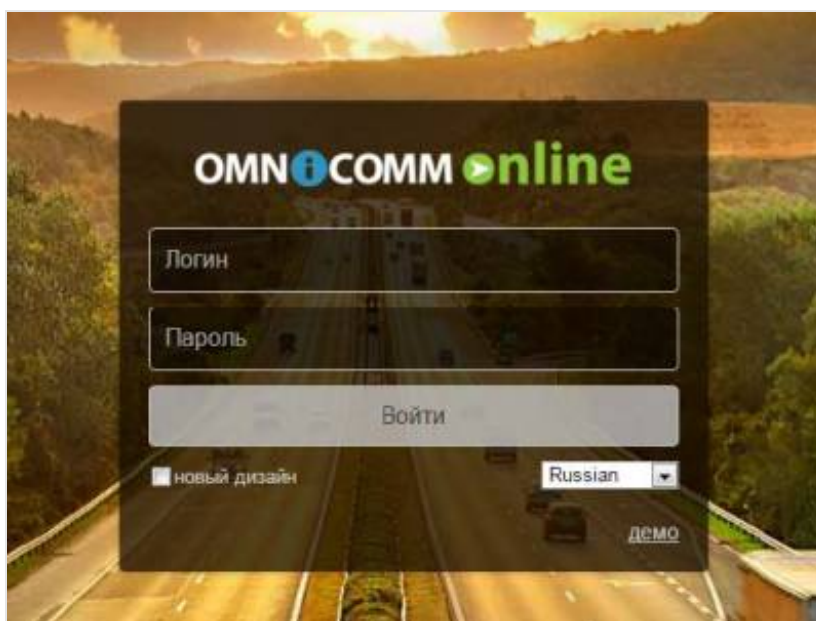 OMNiCOMM online
Логин
Пароль
Войти
новый дизайн
Russian
демо